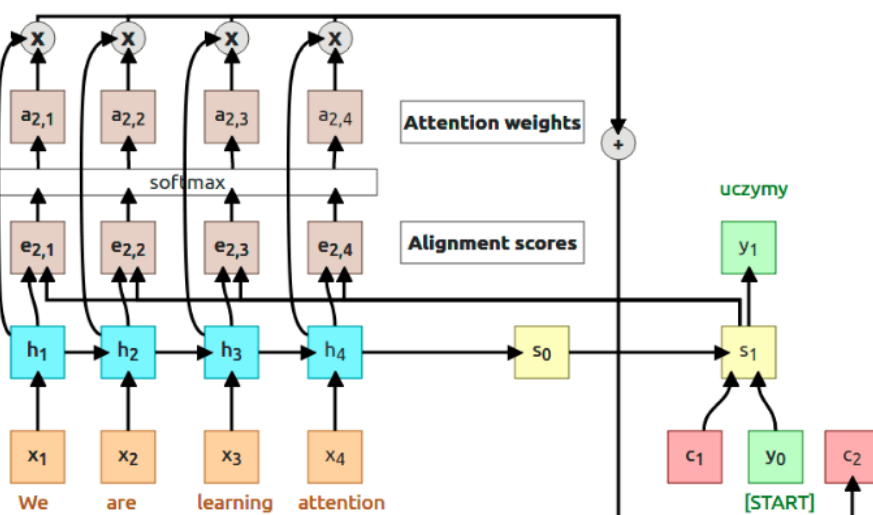 x x x x
a2,1 a2,2 a2,3 a2,4 Attention weights
+
softmax
uczymy
e2,1 e2,2 e2,3 e2,4 Alignment scores y1
h1 h2 h3 h4 s0 s1
x1 x2 x3 x4 c1 y0 c2
We are learning attention [START]